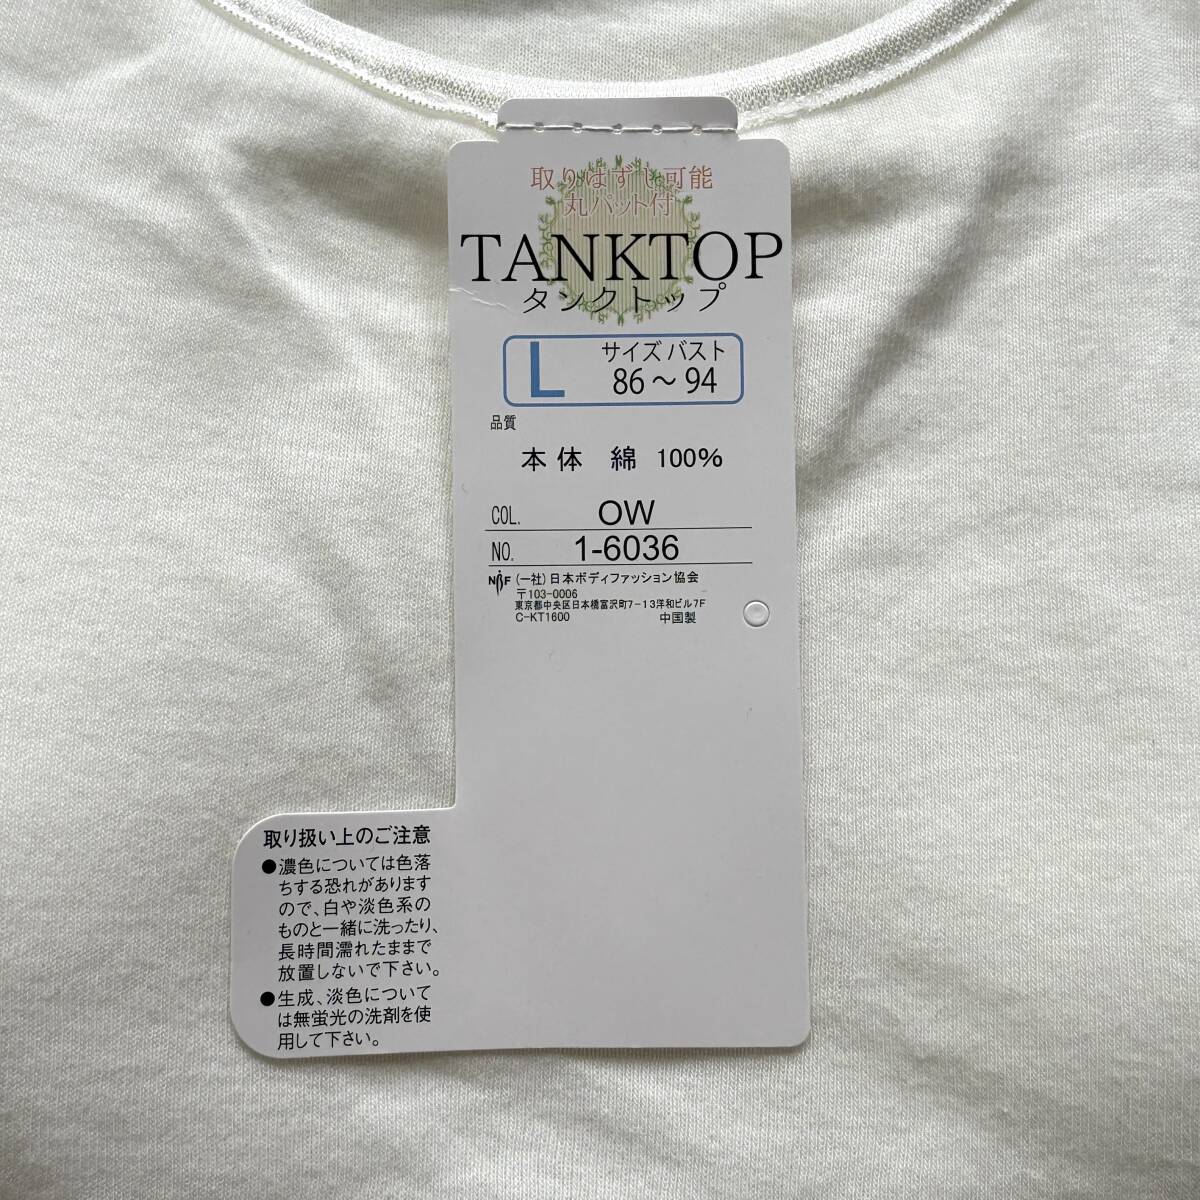 取りはずし可能
丸パット付
TANKTOP
タンクトップ
L サイズ バスト
86～94
品質
本体 綿 100%
COL. OW
NO. 1-6036
NBF (一社)日本ボディファッション協会
〒103-0006
東京都中央区日本橋富沢町7-13洋和ビル7F
C-KT1600 中国製
取り扱い上のご注意
●濃色については色落
ちする恐れがあります
ので、白や淡色系の
ものと一緒に洗ったり、
長時間濡れたままで
放置しないで下さい。
●生成、淡色について
は無蛍光の洗剤を使
用して下さい。